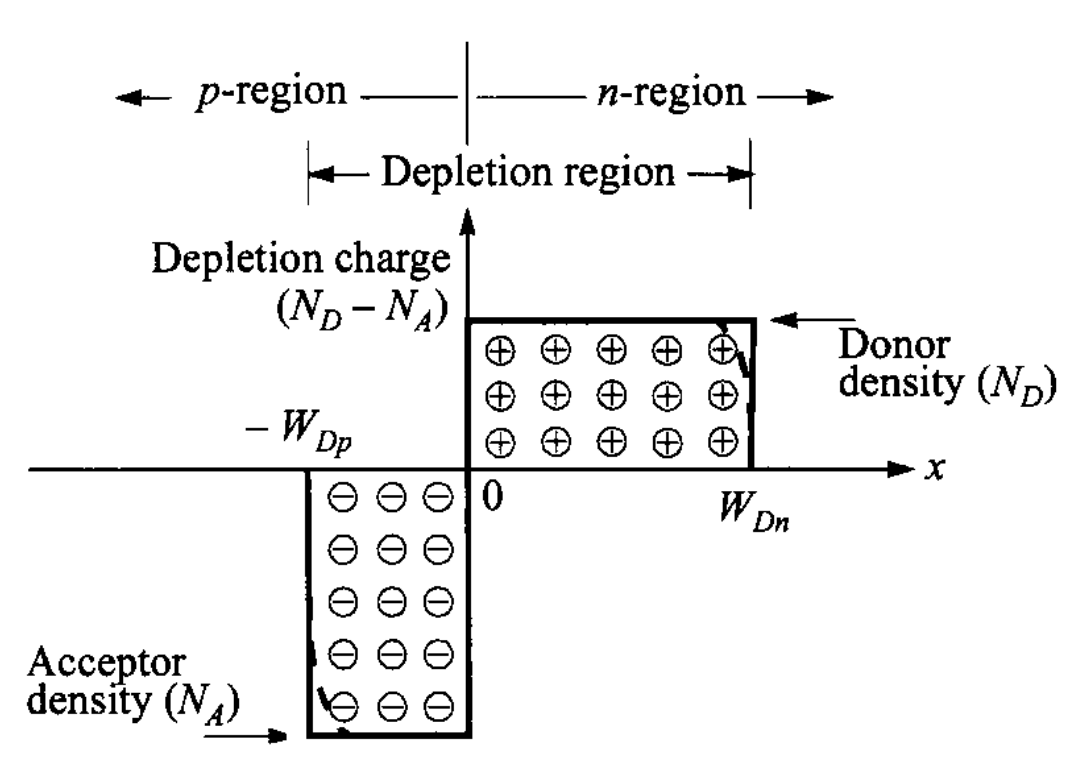 p-region
n-region
Depletion region
Depletion charge
(N_D – N_A)
Donor
density (N_D)
– W_Dp
0
x
W_Dn
Acceptor
density (N_A)